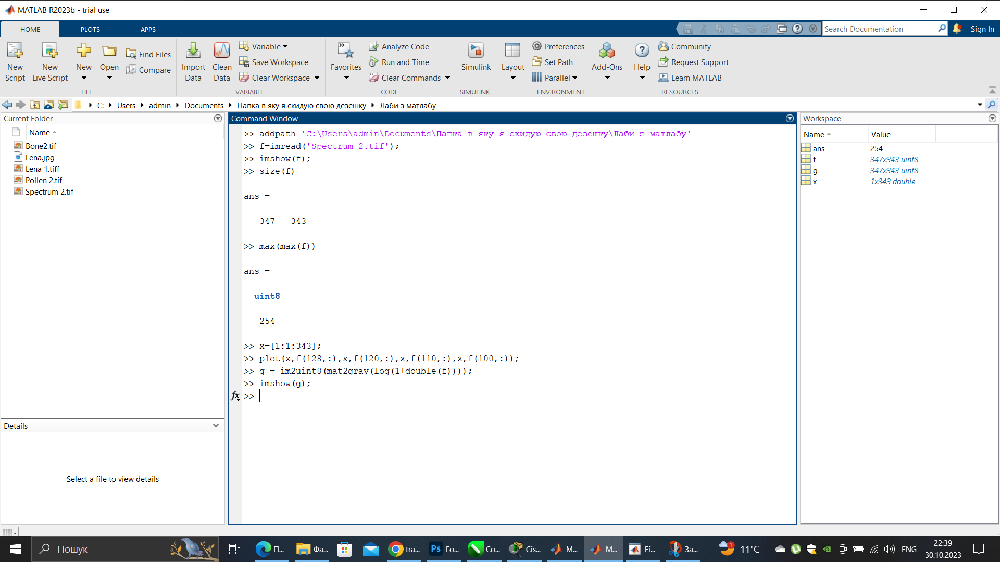 MATLAB R2023b - trial use
HOME PLOTS APPS
Search Documentation
Sign In
New Script
New Live Script
New
Open
Find Files
Compare
FILE
Import Data
Clean Data
Variable
Save Workspace
Clear Workspace
VARIABLE
Favorites
Analyze Code
Run and Time
Clear Commands
CODE
Simulink
SIMULINK
Layout
Preferences
Set Path
Parallel
Add-Ons
ENVIRONMENT
Help
Community
Request Support
Learn MATLAB
RESOURCES
C: Users admin Documents Папка в яку я скидую свою дезешку Лаби з матлабу
Current Folder
Name
Bone2.tif
Lena.jpg
Lena 1.tiff
Pollen 2.tif
Spectrum 2.tif
Details
Select a file to view details
Command Window
>> addpath 'C:\Users\admin\Documents\Папка в яку я скидую свою дезешку\Лаби з матлабу'
>> f=imread('Spectrum 2.tif');
>> imshow(f);
>> size(f)
ans =
347 343
>> max(max(f))
ans =
uint8
254
>> x=[1:1:343];
>> plot(x,f(128,:),x,f(120,:),x,f(110,:),x,f(100,:));
>> g = im2uint8(mat2gray(log(1+double(f))));
>> imshow(g);
fx >>
Workspace
Name Value
ans 254
f 347x343 uint8
g 347x343 uint8
x 1x343 double
Пошук
П...
Фа...
tra...
Ps Го...
Co...
Cis...
M...
M...
Fi...
За...
1
11°C
ENG
22:39
30.10.2023